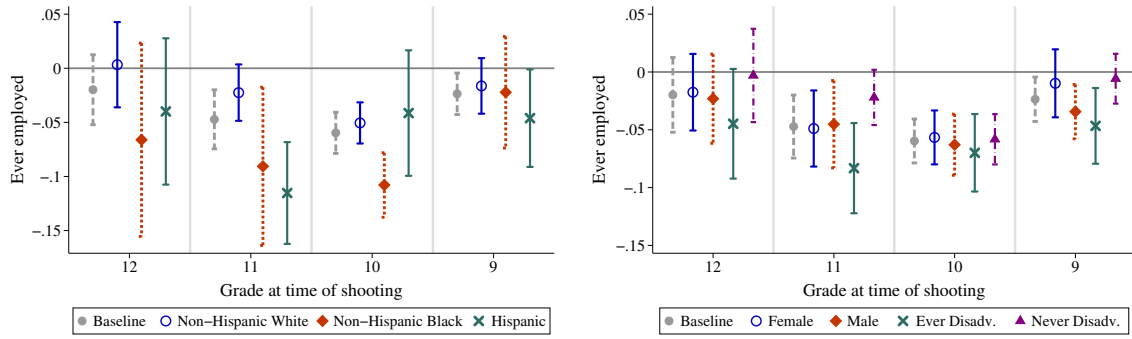 Ever employed
.05
0
−.05
−.1
−.15
12 11 10 9
Grade at time of shooting
Baseline Non−Hispanic White Non−Hispanic Black Hispanic
Ever employed
.05
0
−.05
−.1
−.15
12 11 10 9
Grade at time of shooting
Baseline Female Male Ever Disadv. Never Disadv.